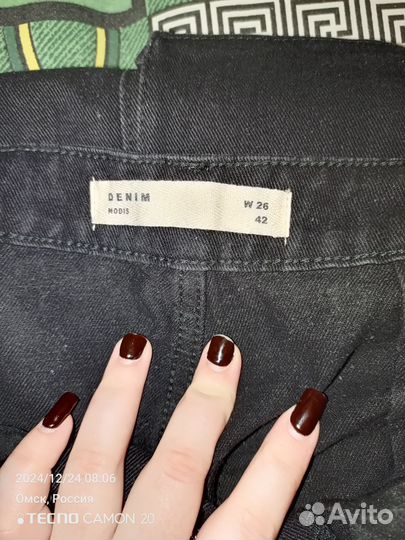 DENIM
MODIS
W 26
42
2024/12/24 08:06
Омск, Россия
TECNO CAMON 20
Avito